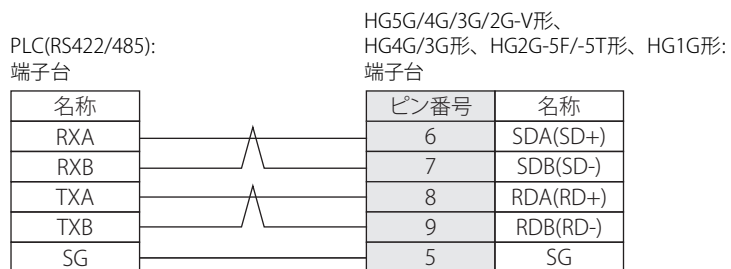 PLC(RS422/485):
端子台
HG5G/4G/3G/2G-V形、
HG4G/3G形、HG2G-5F/-5T形、HG1G形:
端子台
名称 ピン番号 名称
RXA 6 SDA(SD+)
RXB 7 SDB(SD-)
TXA 8 RDA(RD+)
TXB 9 RDB(RD-)
SG 5 SG